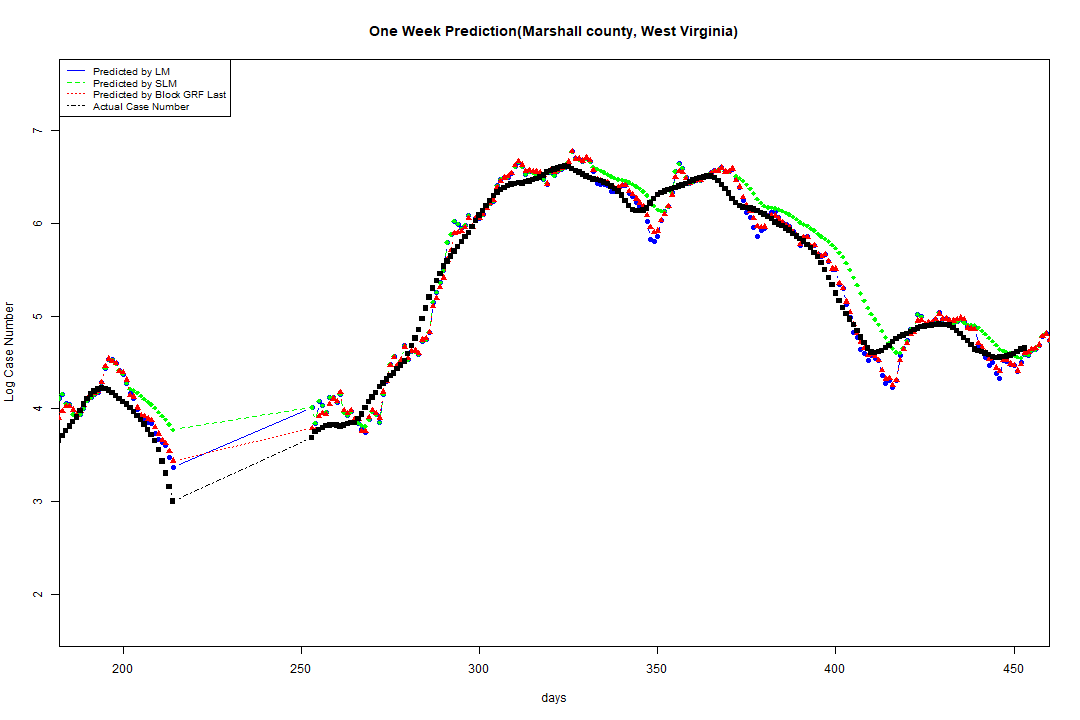 One Week Prediction(Marshall county, West Virginia)
Predicted by LM
Predicted by SLM
Predicted by Block GRF Last
Actual Case Number
Log Case Number
7
6
5
4
3
2
200 250 300 350 400 450
days